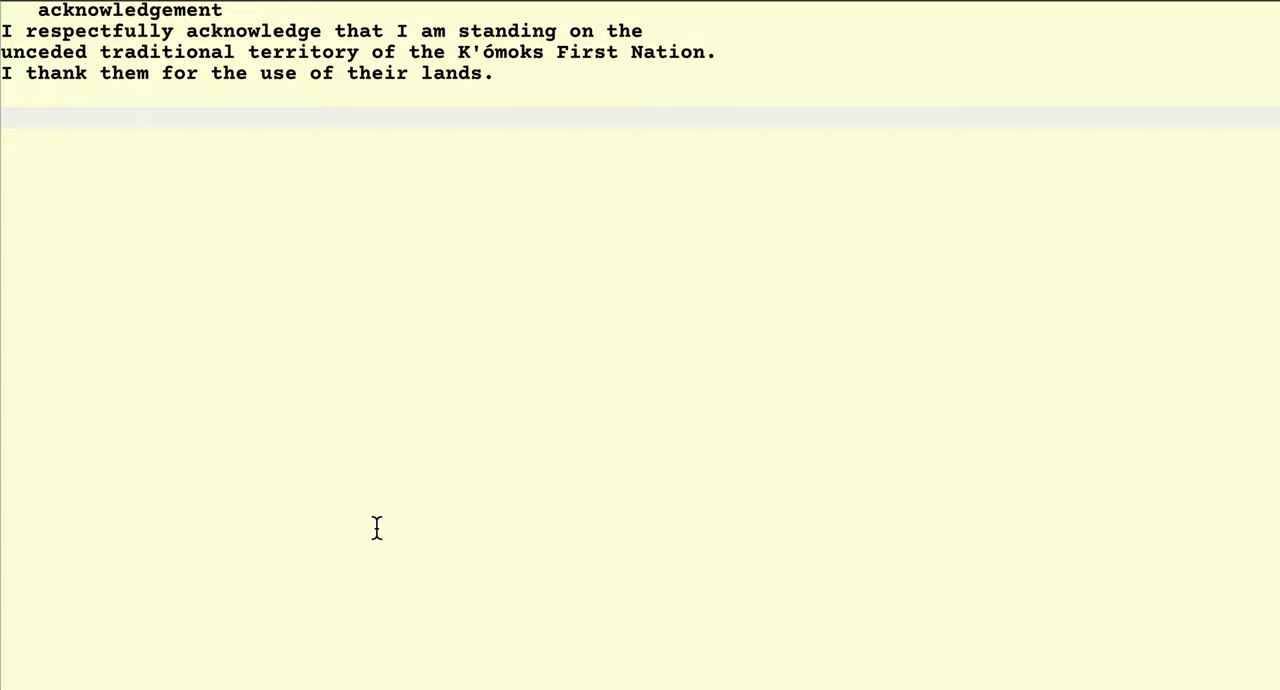 acknowledgement
I respectfully acknowledge that I am standing on the
unceded traditional territory of the K'ómoks First Nation.
I thank them for the use of their lands.